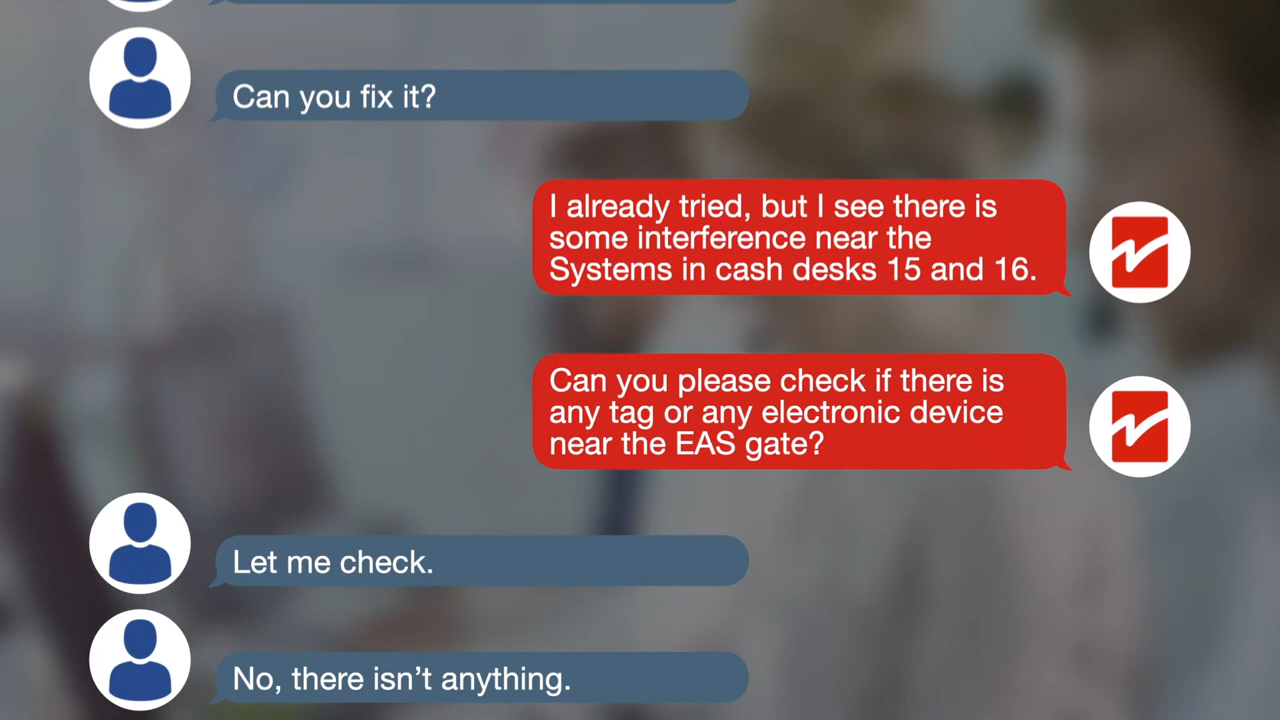 Can you fix it?
I already tried, but I see there is
some interference near the
Systems in cash desks 15 and 16.
Can you please check if there is
any tag or any electronic device
near the EAS gate?
Let me check.
No, there isn’t anything.